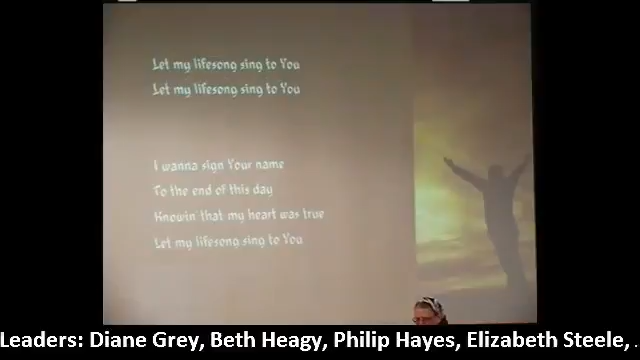 Let my lifesong sing to You
Let my lifesong sing to You
I wanna sign Your name
To the end of this day
Knowin' that my heart was true
Let my lifesong sing to You
Leaders: Diane Grey, Beth Heagy, Philip Hayes, Elizabeth Steele,